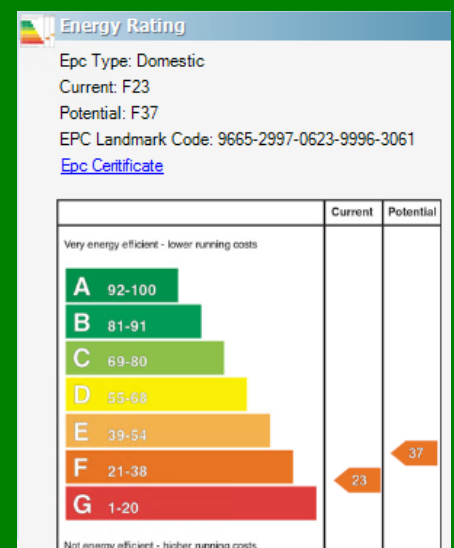 Energy Rating
Epc Type: Domestic
Current: F23
Potential: F37
EPC Landmark Code: 9665-2997-0623-9996-3061
Epc Ceritificate
Current Potential
Very energy efficient - lower running costs
A 92-100
B 81-91
C 69-80
D 55-68
E 39-54
37
F 21-38
23
G 1-20
Not energy efficient - higher running costs